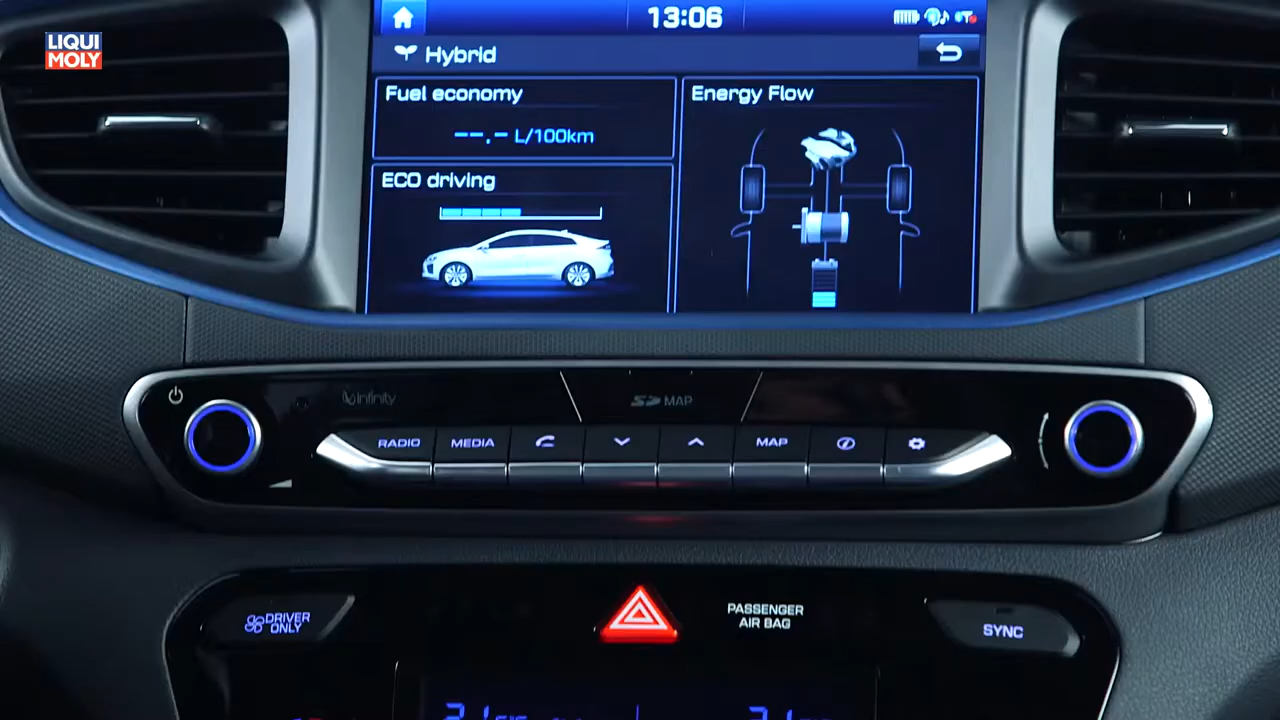 LIQUI
MOLY
13:06
Hybrid
Fuel economy
--.- L/100km
Energy Flow
ECO driving
infinity
SD MAP
RADIO
MEDIA
MAP
DRIVER
ONLY
PASSENGER
AIR BAG
SYNC